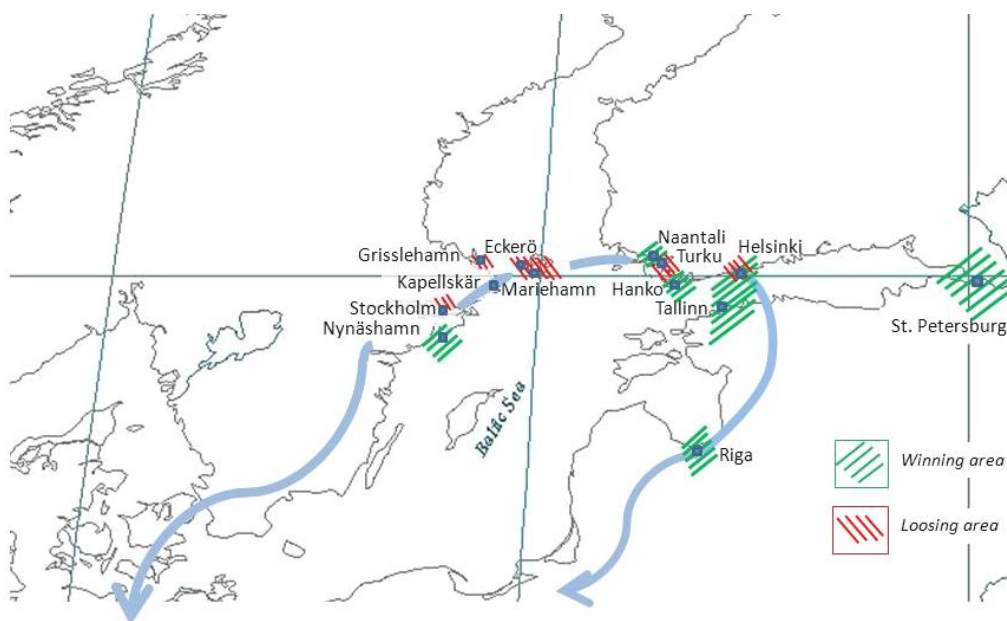 Naantali
Eckerö
Turku
Helsinki
Grisslehamn
Kapellskär
Mariehamn
Hanko
Stockholm
Tallinn
Nynäshamn
St. Petersburg
Baltic Sea
Riga
Winning area
Loosing area